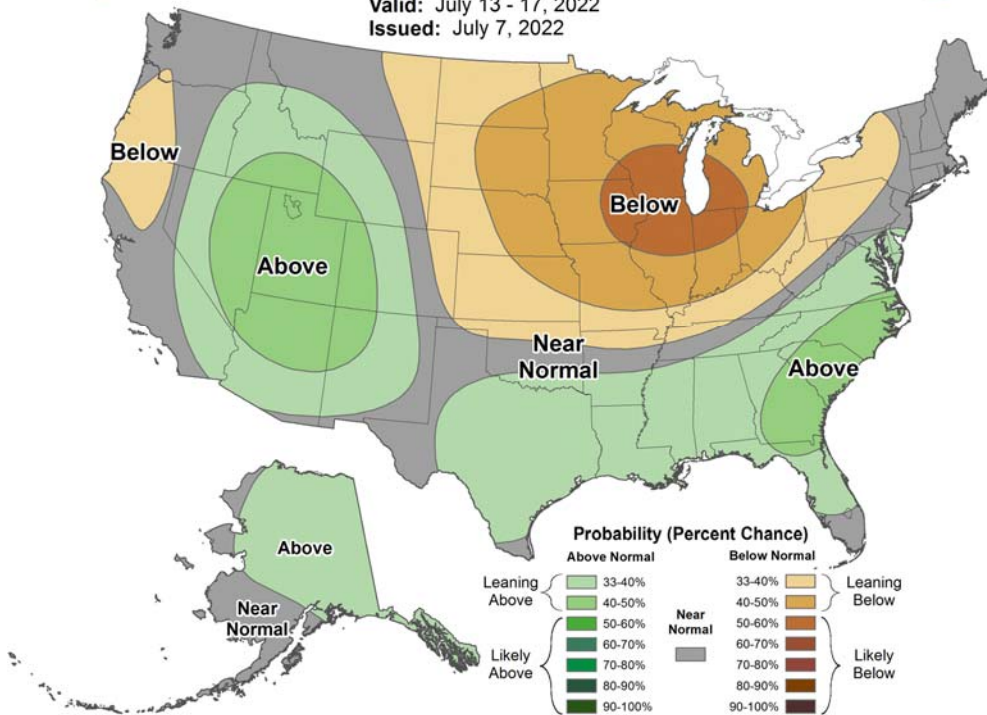 Valid: July 13 - 17, 2022
Issued: July 7, 2022
Below
Above
Below
Near
Normal
Above
Above
Near
Normal
Probability (Percent Chance)
Above Normal
Below Normal
Leaning
Above
33-40%
40-50%
Likely
Above
50-60%
60-70%
70-80%
80-90%
90-100%
Near
Normal
33-40%
40-50%
Leaning
Below
50-60%
60-70%
70-80%
80-90%
90-100%
Likely
Below